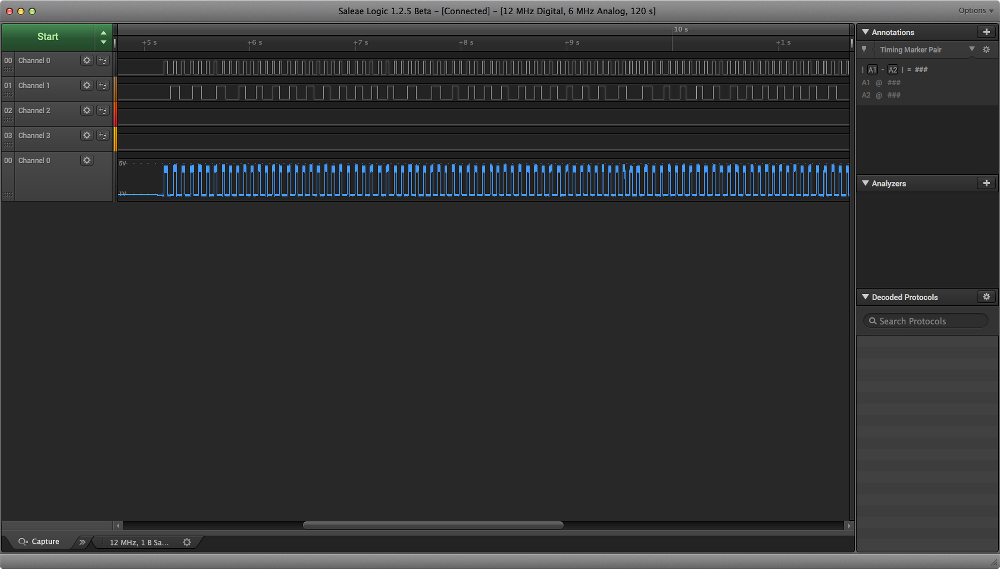 Saleae Logic 1.2.5 Beta - [Connected] - [12 MHz Digital, 6 MHz Analog, 120 s]
Options
Start
10 s
+5 s +6 s +7 s +8 s +9 s +1 s
00 Channel 0
01 Channel 1
02 Channel 2
03 Channel 3
00 Channel 0
5V
Annotations
Timing Marker Pair
| A1 - A2 | = ###
A1 @ ###
A2 @ ###
Analyzers
Decoded Protocols
Search Protocols
Capture
12 MHz, 1 B Sa...